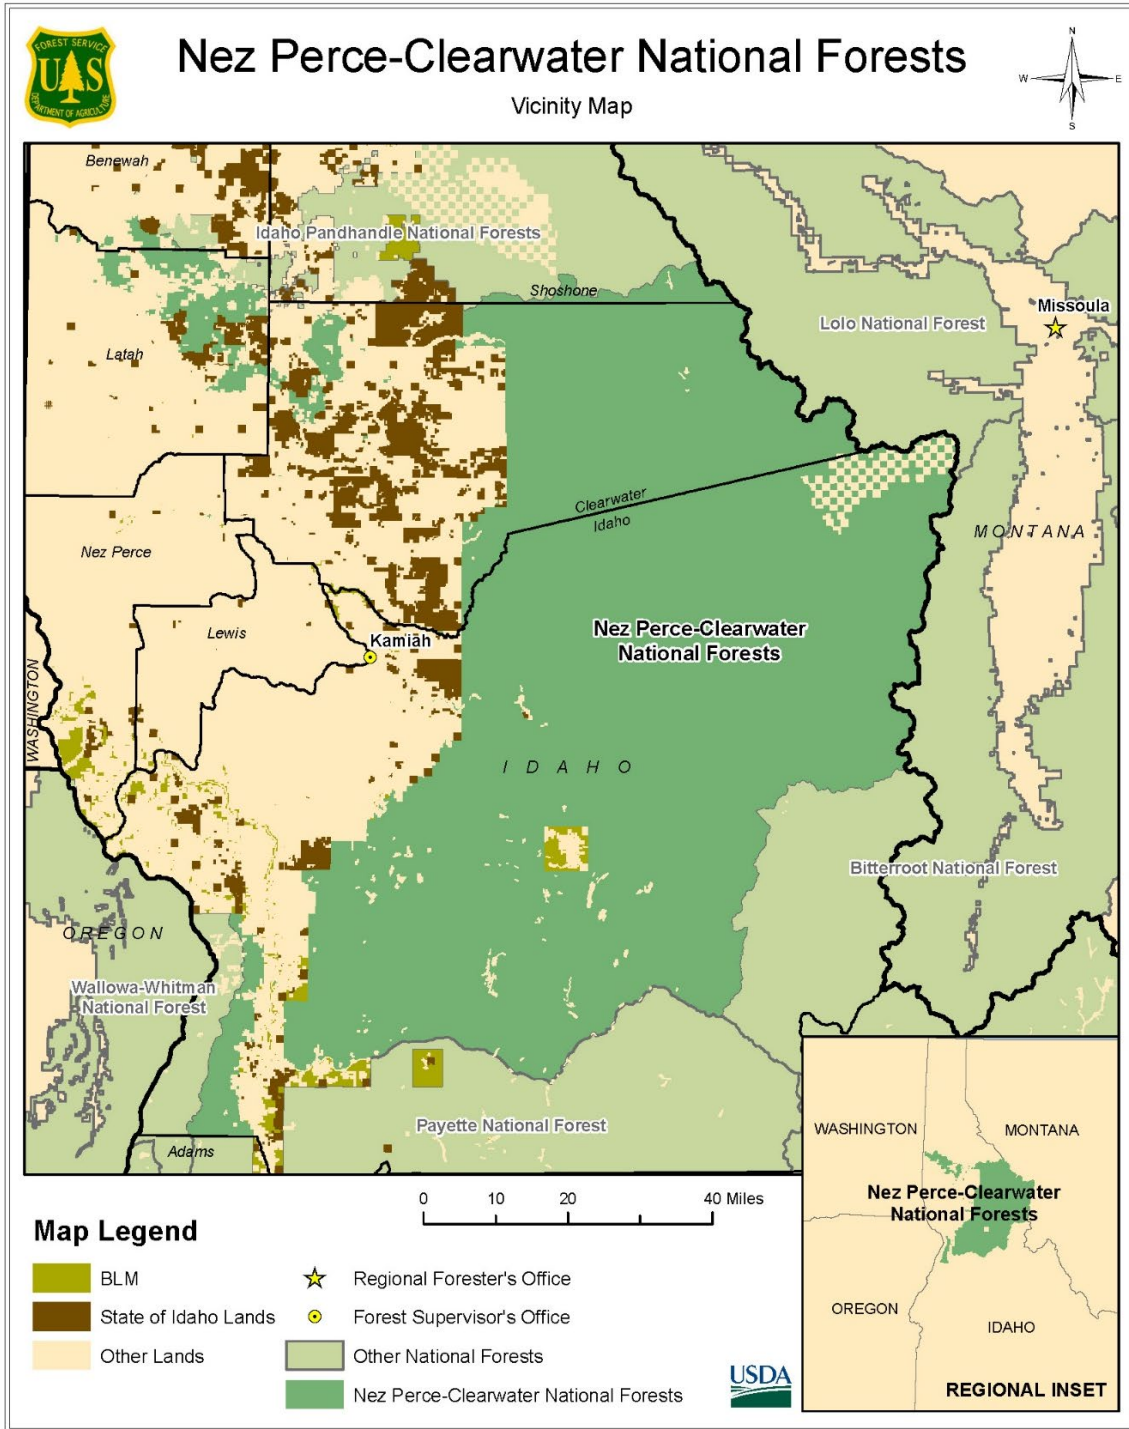 FOREST SERVICE
U S
DEPARTMENT OF AGRICULTURE
Nez Perce-Clearwater National Forests
Vicinity Map
N
W
E
S
Benewah
Idaho Pandhandle National Forests
Shoshone
Missoula
Lolo National Forest
Latah
Clearwater
Idaho
MONTANA
Nez Perce
Lewis
Kamiah
Nez Perce-Clearwater
National Forests
WASHINGTON
IDAHO
Bitterroot National Forest
OREGON
Wallowa-Whitman
National Forest
Payette National Forest
Adams
WASHINGTON
MONTANA
Nez Perce-Clearwater
National Forests
OREGON
IDAHO
REGIONAL INSET
0 10 20 40 Miles
Map Legend
BLM
State of Idaho Lands
Other Lands
Regional Forester's Office
Forest Supervisor's Office
Other National Forests
Nez Perce-Clearwater National Forests
USDA